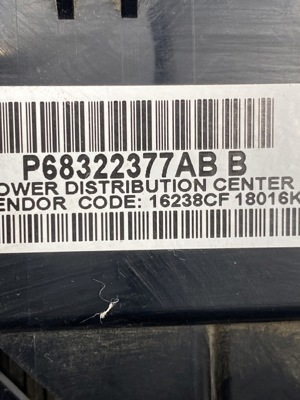 P68322377AB B
OWER DISTRIBUTION CENTER
ENDOR CODE: 16238CF 18016K